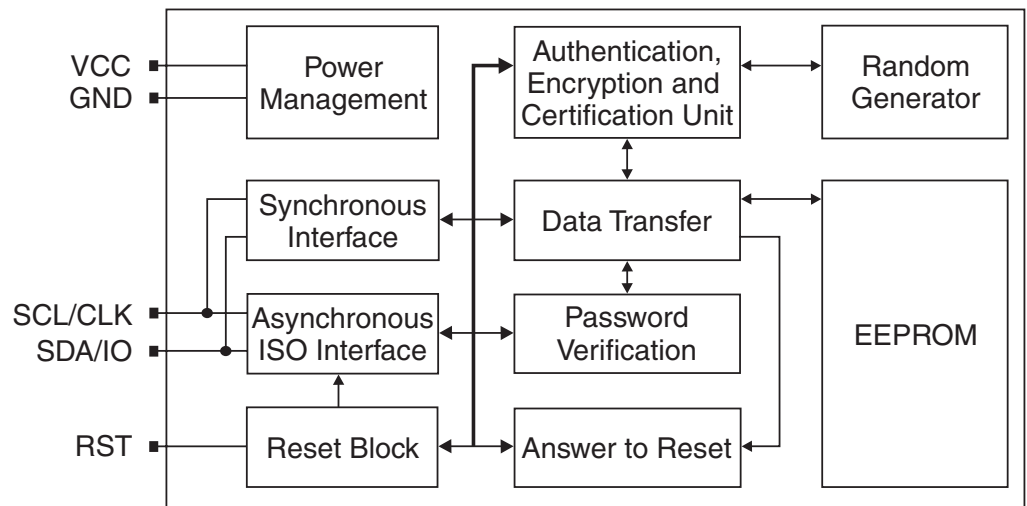 VCC
GND
Power
Management
Authentication,
Encryption and
Certification Unit
Random
Generator
Synchronous
Interface
Data Transfer
EEPROM
SCL/CLK
SDA/IO
Asynchronous
ISO Interface
Password
Verification
RST
Reset Block
Answer to Reset